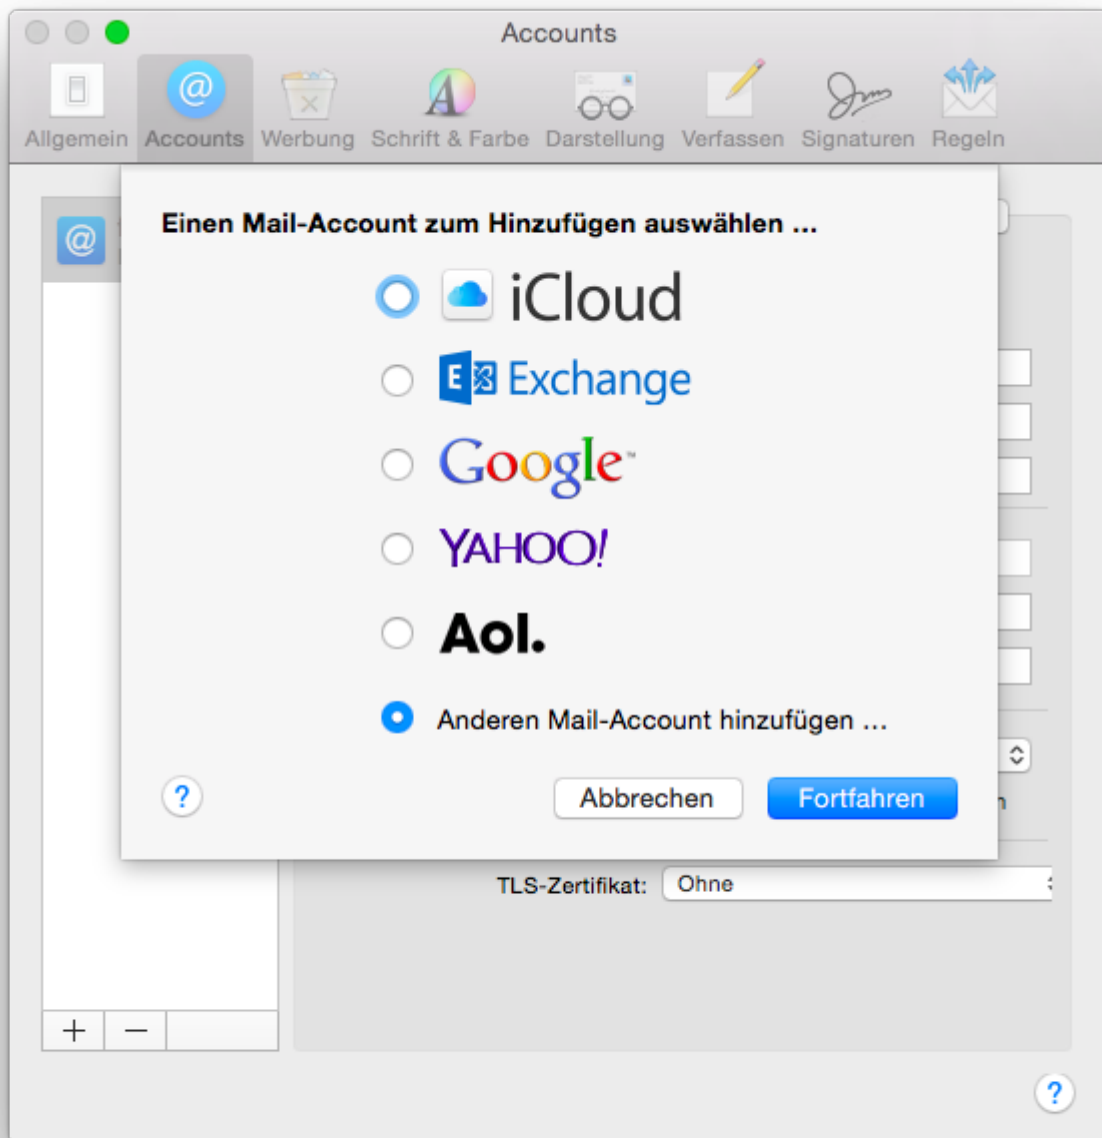 Accounts
Allgemein Accounts Werbung Schrift & Farbe Darstellung Verfassen Signaturen Regeln
Einen Mail-Account zum Hinzufügen auswählen ...
iCloud
E Exchange
Google™
YAHOO!
Aol.
Anderen Mail-Account hinzufügen ...
? Abbrechen Fortfahren
TLS-Zertifikat: Ohne
+ −
?